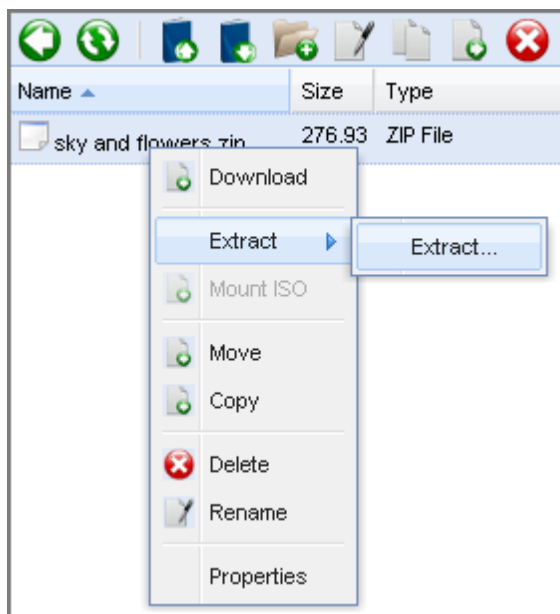 Name Size Type
sky and flowers.zip 276.93 ZIP File
Download
Extract Extract...
Mount ISO
Move
Copy
Delete
Rename
Properties